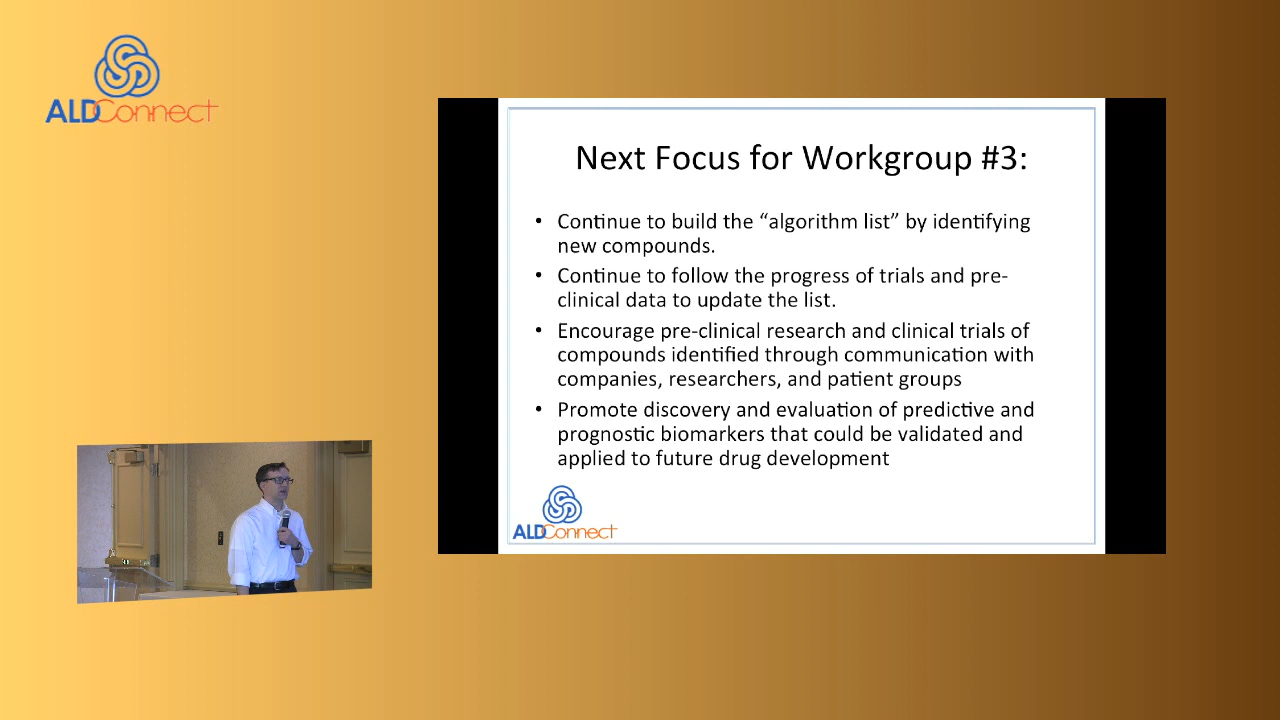 ALDConnect
Next Focus for Workgroup #3:
• Continue to build the “algorithm list” by identifying
new compounds.
• Continue to follow the progress of trials and pre-
clinical data to update the list.
• Encourage pre-clinical research and clinical trials of
compounds identified through communication with
companies, researchers, and patient groups
• Promote discovery and evaluation of predictive and
prognostic biomarkers that could be validated and
applied to future drug development
ALDConnect